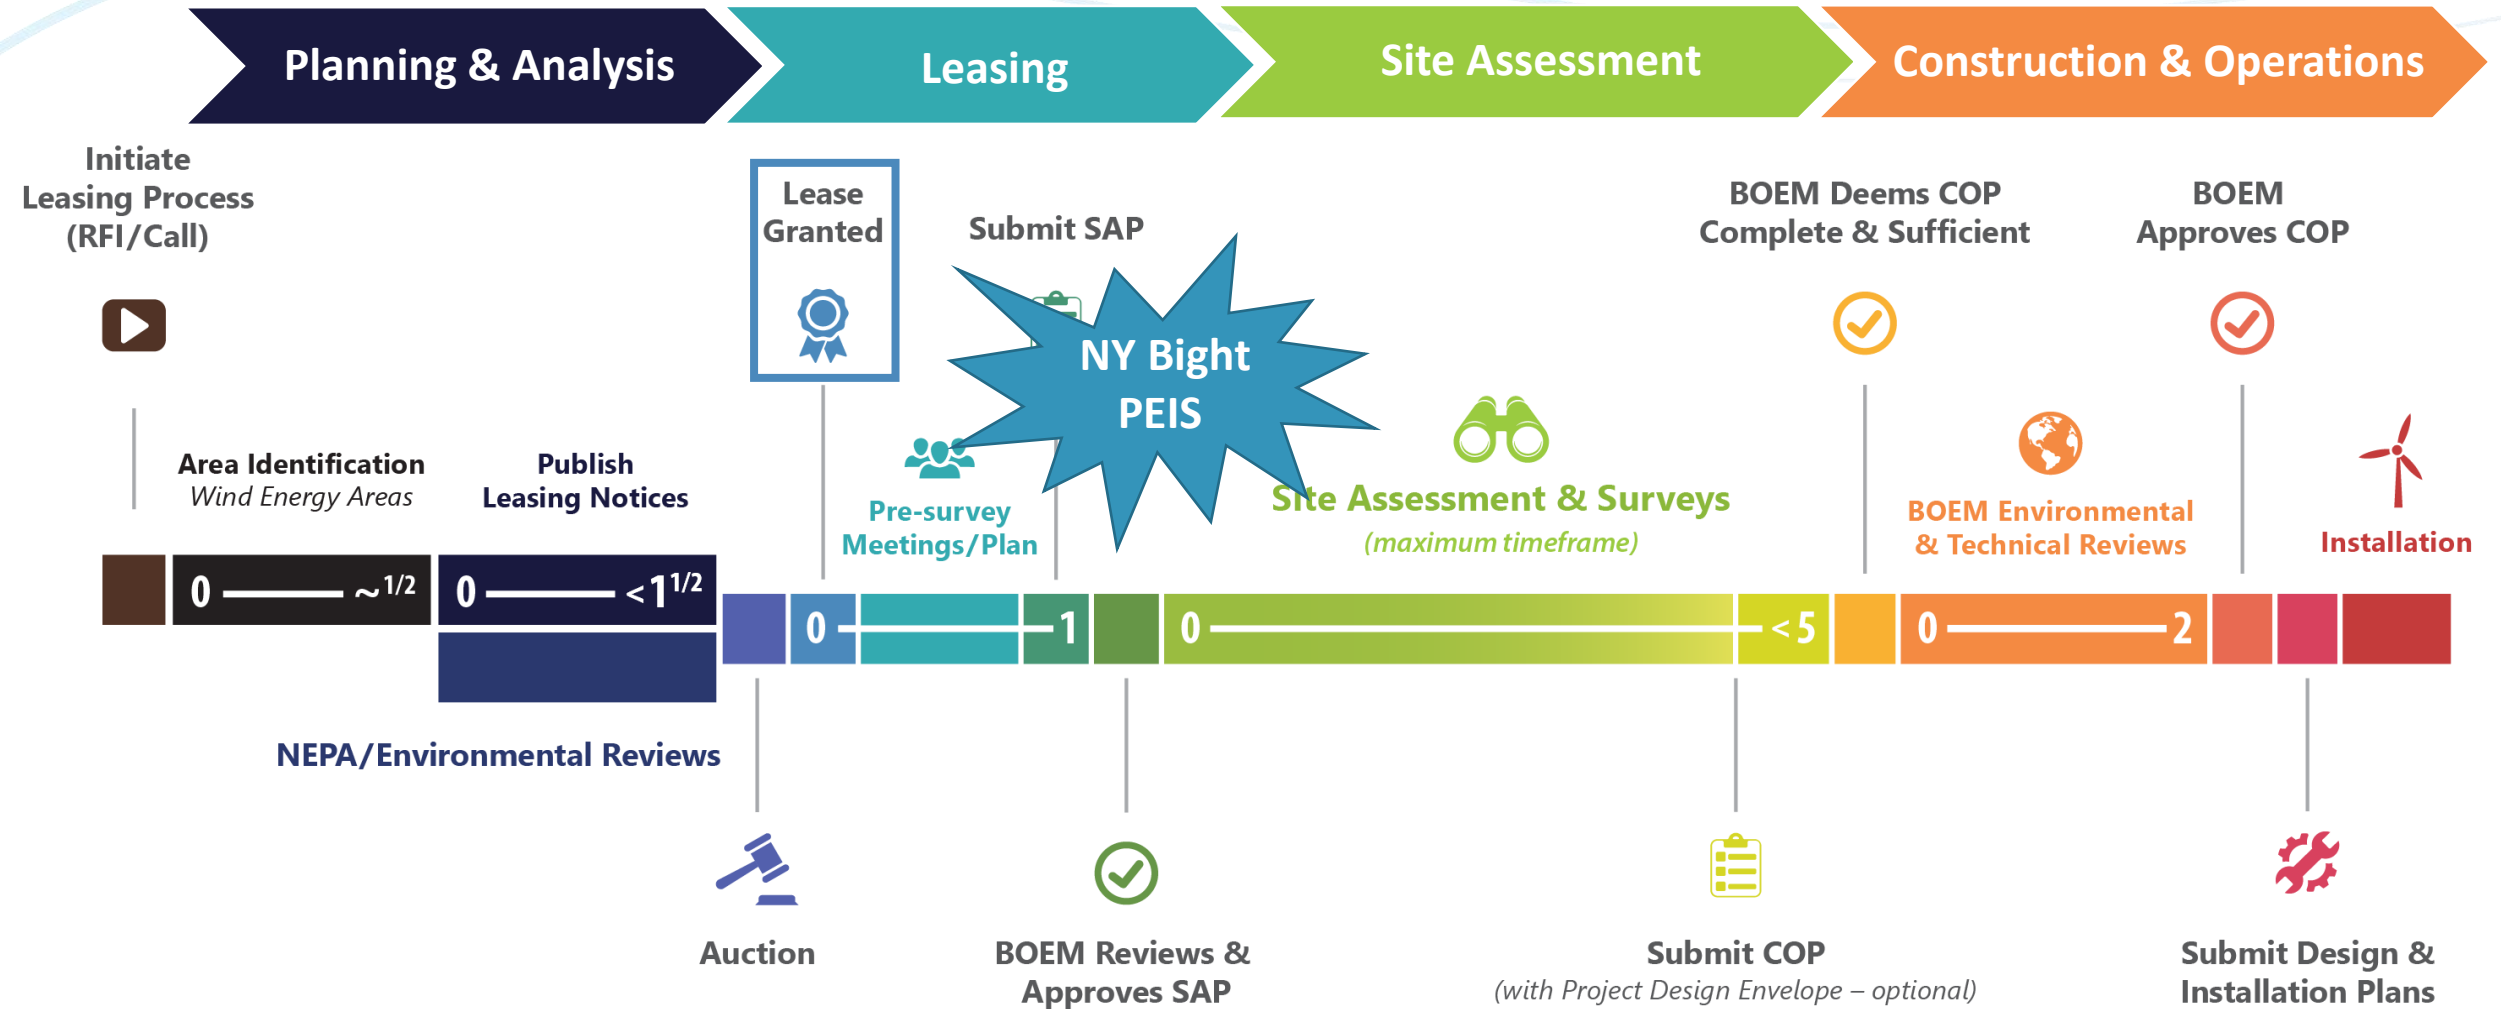 Planning & Analysis
Leasing
Site Assessment
Construction & Operations
Initiate
Leasing Process
(RFI/Call)
Lease
Granted
Submit SAP
BOEM Deems COP
Complete & Sufficient
BOEM
Approves COP
NY Bight
PEIS
Area Identification
Wind Energy Areas
Publish
Leasing Notices
Pre-survey
Meetings/Plan
Site Assessment & Surveys
(maximum timeframe)
BOEM Environmental
& Technical Reviews
Installation
0 ~1/2
0 <1 1/2
0 1
0 <5
0 2
NEPA/Environmental Reviews
Auction
BOEM Reviews &
Approves SAP
Submit COP
(with Project Design Envelope – optional)
Submit Design &
Installation Plans